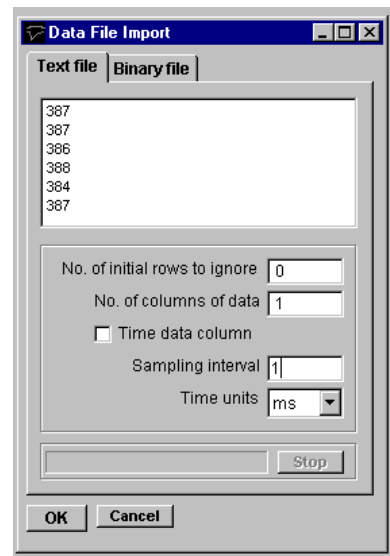 Data File Import
Text file Binary file
387
387
386
388
384
387
No. of initial rows to ignore 0
No. of columns of data 1
Time data column
Sampling interval 1
Time units ms
Stop
OK Cancel